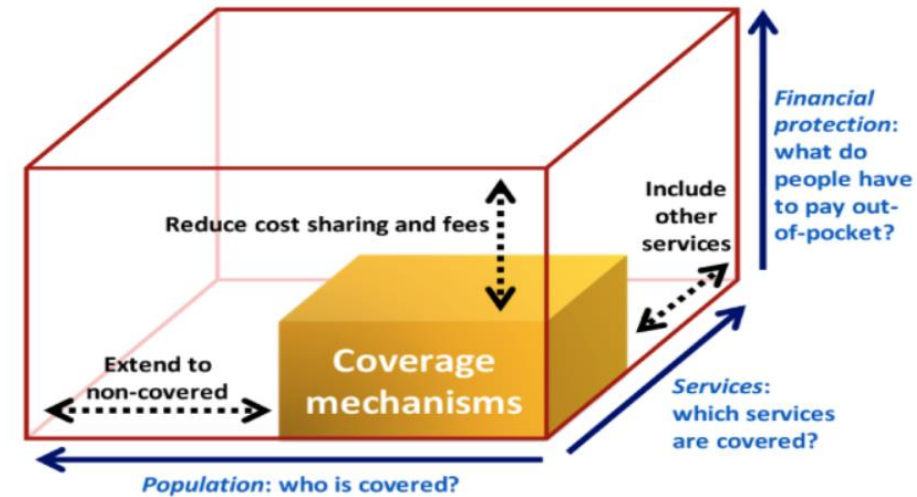 Financial
protection:
what do
people have
to pay out-
of-pocket?
Include
other
services
Reduce cost sharing and fees
Extend to
non-covered
Coverage
mechanisms
Services:
which services
are covered?
Population: who is covered?